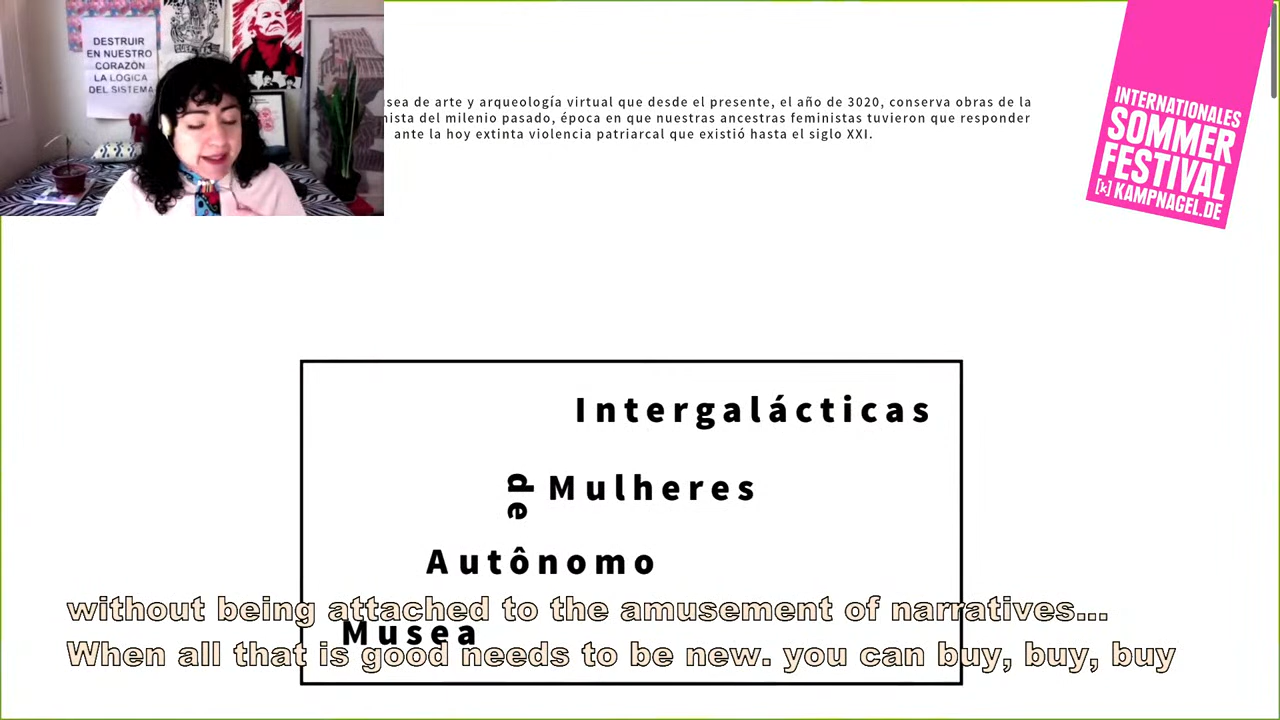 DESTRUIR
EN NUESTRO
CORAZÓN
LA LOGICA
DEL SISTEMA
de arte y arqueología virtual que desde el presente, el año de 3020, conserva obras de la
del milenio pasado, época en que nuestras ancestras feministas tuvieron que responder
ante la hoy extinta violencia patriarcal que existió hasta el siglo XXI.
INTERNATIONALES
SOMMER
FESTIVAL
[k] KAMPNAGEL.DE
Intergalácticas
de Mulheres
Autônomo
Musea
without being attached to the amusement of narratives...
When all that is good needs to be new. you can buy, buy, buy